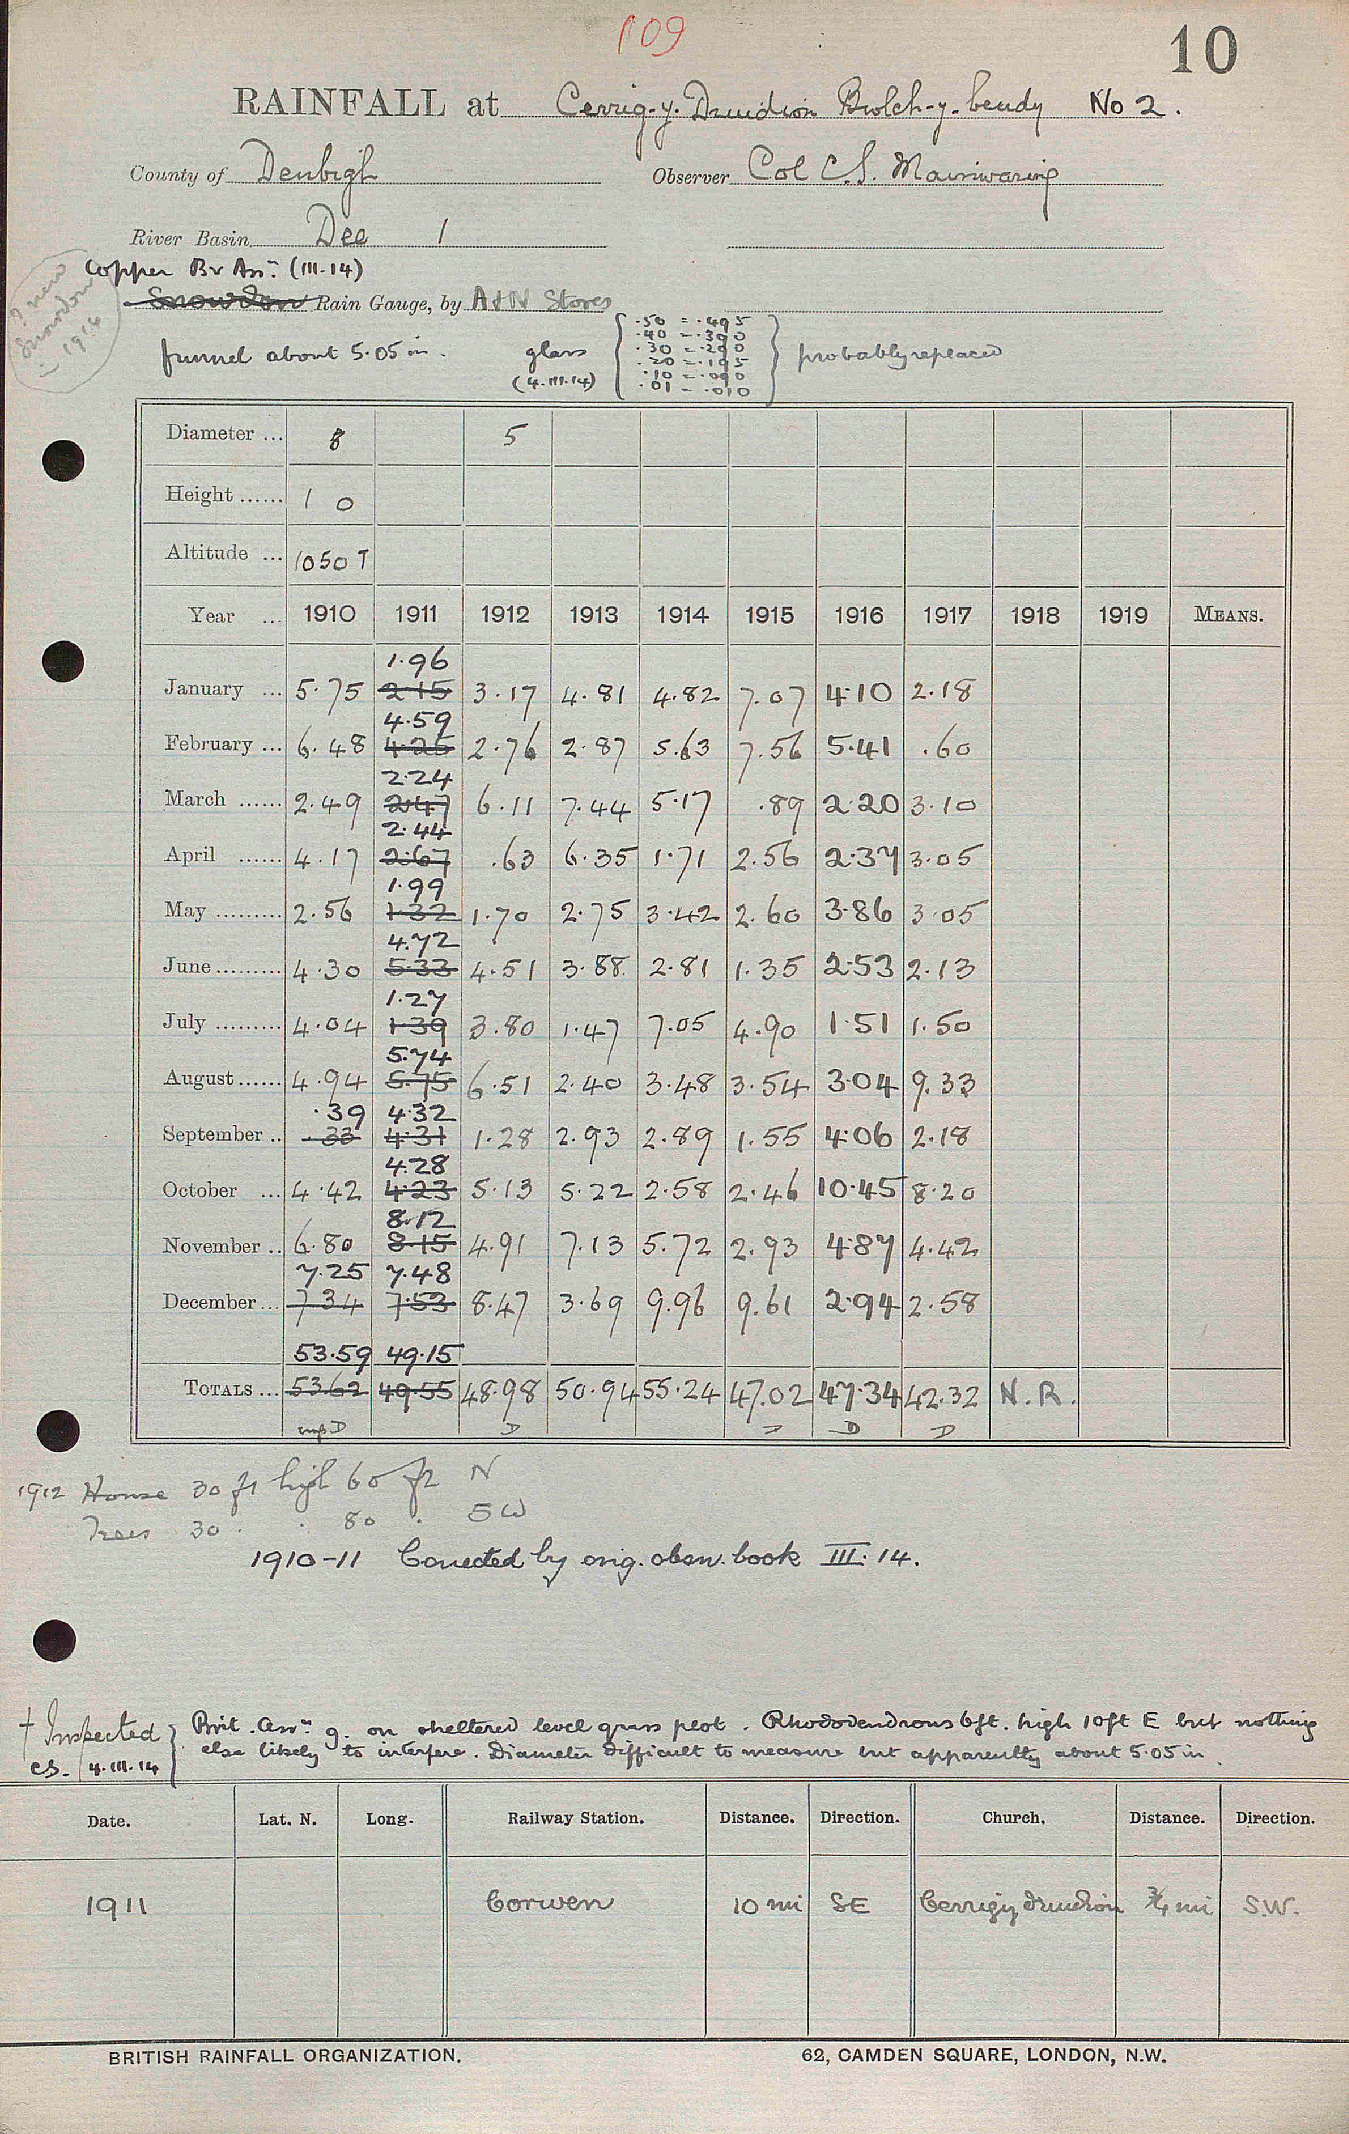 109
10
RAINFALL at Cerrig-y-Druidion Bwlch-y-beudy No 2.
County of Denbigh Observer Col C.S. Mainwaring
River Basin Dee 1
Copper Br Assn. (III.14)
Snowdon Rain Gauge, by A & N Stores
? new Snowdon in 1916
funnel about 5.05 in. glass (4.III.14) probably replaced
.50 = .495
.40 = .390
.30 = .290
.20 = .195
.10 = .090
.01 = .010
Diameter ... 8 5
Height ...... 1 0
Altitude ... 1050 T
Year ... 1910 1911 1912 1913 1914 1915 1916 1917 1918 1919 MEANS.
1.96
January ... 5.75 2.15 3.17 4.81 4.82 7.07 4.10 2.18
4.59
February ... 6.48 4.25 2.76 2.87 5.63 7.56 5.41 .60
2.24
March ...... 2.49 2.47 6.11 7.44 5.17 .89 2.20 3.10
2.44
April ...... 4.17 2.67 .63 6.35 1.71 2.56 2.37 3.05
1.99
May ......... 2.56 1.32 1.70 2.75 3.42 2.60 3.86 3.05
4.72
June ......... 4.30 5.33 4.51 3.88 2.81 1.35 2.53 2.13
1.27
July ......... 4.04 1.39 3.80 1.47 7.05 4.90 1.51 1.50
5.74
August ...... 4.94 5.75 6.51 2.40 3.48 3.54 3.04 9.33
.39 4.32
September .. .33 4.31 1.28 2.93 2.89 1.55 4.06 2.18
4.28
October ... 4.42 4.23 5.13 5.22 2.58 2.46 10.45 8.20
8.12
November .. 6.80 8.15 4.91 7.13 5.72 2.93 4.87 4.42
7.25 7.48
December ... 7.34 7.53 8.47 3.69 9.96 9.61 2.94 2.58
53.59 49.15
TOTALS ... 53.62 49.55 48.98 50.94 55.24 47.02 47.34 42.32 N.R.
D D D D D
1912 House 30 ft high 60 ft N
Trees 30 . . 80 . SW
1910-11 Corrected by orig. obsn. book III.14.
† Inspected Brit. Assn. g. on sheltered level grass plot. Rhododendrons 6ft. high 10ft E but nothing
CS. 4.III.14 else likely to interfere. Diameter difficult to measure but apparently about 5.05 in.
Date. Lat. N. Long. Railway Station. Distance. Direction. Church. Distance. Direction.
1911 Corwen 10 mi SE Cerrigydruidion ¾ mi S.W.
BRITISH RAINFALL ORGANIZATION. 62, CAMDEN SQUARE, LONDON, N.W.